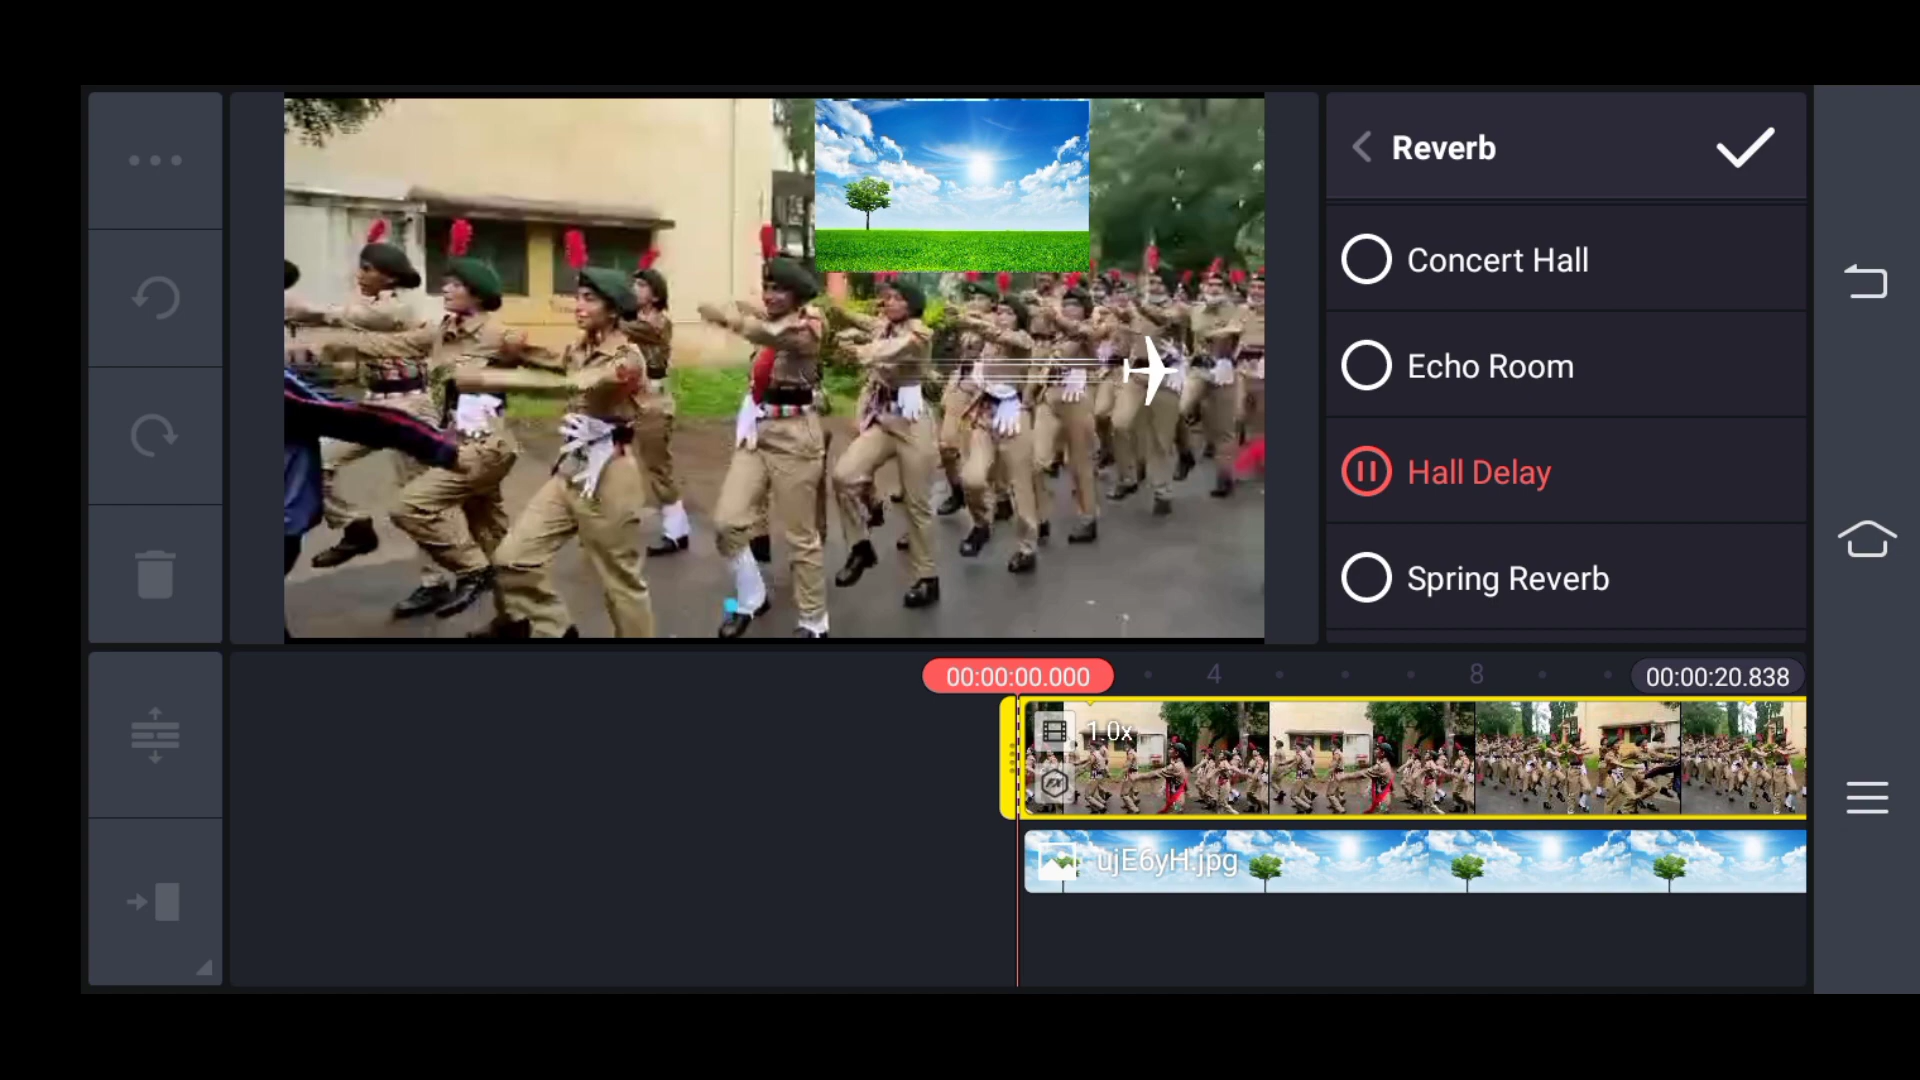 Reverb
Concert Hall
Echo Room
Hall Delay
Spring Reverb
00:00:00.000
4
8
00:00:20.838
1.0x
ujE6yH.jpg